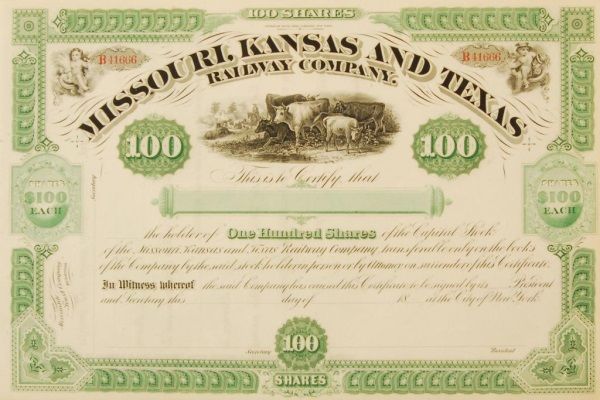 100 SHARES
B41666 B41666
MISSOURI, KANSAS AND TEXAS
RAILWAY COMPANY.
100 100
This is to Certify, that
SHARES $100 EACH SHARES $100 EACH
the holder of One Hundred Shares of the Capital Stock
of the Missouri, Kansas and Texas Railway Company transferable only on the books
of the Company by the said stockholder in person or by Attorney on surrender of this Certificate.
In Witness whereof the said Company has caused this Certificate to be signed by its President
and Secretary this day of 18 at the City of New York.
Secretary President
100
SHARES